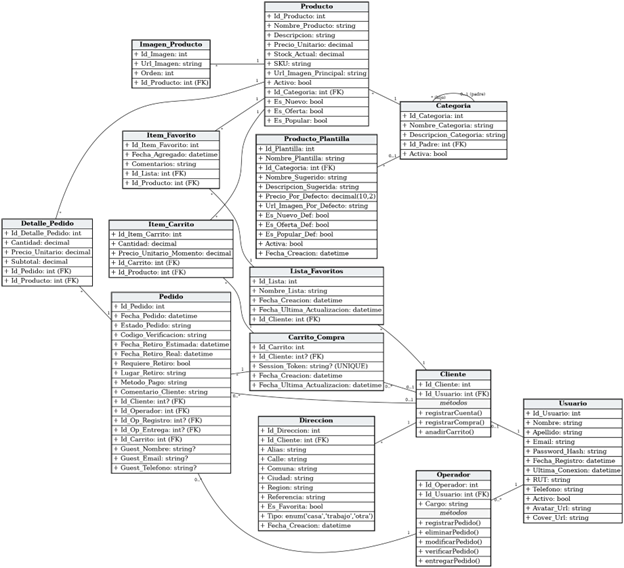 Producto
+ Id_Producto: int
+ Nombre_Producto: string
+ Descripcion: string
+ Precio_Unitario: decimal
+ Stock_Actual: decimal
+ SKU: string
+ Url_Imagen_Principal: string
+ Activo: bool
+ Id_Categoria: int (FK)
+ Es_Nuevo: bool
+ Es_Oferta: bool
+ Es_Popular: bool
Imagen_Producto
+ Id_Imagen: int
+ Url_Imagen: string
+ Orden: int
+ Id_Producto: int (FK)
Categoria
+ Id_Categoria: int
+ Nombre_Categoria: string
+ Descripcion_Categoria: string
+ Id_Padre: int (FK)
+ Activa: bool
0..1 (padre)
Item_Favorito
+ Id_Item_Favorito: int
+ Fecha_Agregado: datetime
+ Comentarios: string
+ Id_Lista: int (FK)
+ Id_Producto: int (FK)
Producto_Plantilla
+ Id_Plantilla: int
+ Nombre_Plantilla: string
+ Id_Categoria: int (FK)
+ Nombre_Sugerido: string
+ Descripcion_Sugerida: string
+ Precio_Por_Defecto: decimal(10,2)
+ Url_Imagen_Por_Defecto: string
+ Es_Nuevo_Def: bool
+ Es_Oferta_Def: bool
+ Es_Popular_Def: bool
+ Activa: bool
+ Fecha_Creacion: datetime
Detalle_Pedido
+ Id_Detalle_Pedido: int
+ Cantidad: decimal
+ Precio_Unitario: decimal
+ Subtotal: decimal
+ Id_Pedido: int (FK)
+ Id_Producto: int (FK)
Item_Carrito
+ Id_Item_Carrito: int
+ Cantidad: decimal
+ Precio_Unitario_Momento: decimal
+ Id_Carrito: int (FK)
+ Id_Producto: int (FK)
Lista_Favoritos
+ Id_Lista: int
+ Nombre_Lista: string
+ Fecha_Creacion: datetime
+ Fecha_Ultima_Actualizacion: datetime
+ Id_Cliente: int (FK)
Pedido
+ Id_Pedido: int
+ Fecha_Pedido: datetime
+ Estado_Pedido: string
+ Codigo_Verificacion: string
+ Fecha_Retiro_Estimada: datetime
+ Fecha_Retiro_Real: datetime
+ Requiere_Retiro: bool
+ Lugar_Retiro: string
+ Metodo_Pago: string
+ Comentario_Cliente: string
+ Id_Cliente: int? (FK)
+ Id_Operador: int (FK)
+ Id_Op_Registro: int? (FK)
+ Id_Op_Entrega: int? (FK)
+ Id_Carrito: int (FK)
+ Guest_Nombre: string?
+ Guest_Email: string?
+ Guest_Telefono: string?
Carrito_Compra
+ Id_Carrito: int
+ Id_Cliente: int? (FK)
+ Session_Token: string? (UNIQUE)
+ Fecha_Creacion: datetime
+ Fecha_Ultima_Actualizacion: datetime
Cliente
+ Id_Cliente: int
+ Id_Usuario: int (FK)
métodos
+ registrarCuenta()
+ registrarCompra()
+ anadirCarrito()
Usuario
+ Id_Usuario: int
+ Nombre: string
+ Apellido: string
+ Email: string
+ Password_Hash: string
+ Fecha_Registro: datetime
+ Ultima_Conexion: datetime
+ RUT: string
+ Telefono: string
+ Activo: bool
+ Avatar_Url: string
+ Cover_Url: string
Direccion
+ Id_Direccion: int
+ Id_Cliente: int (FK)
+ Alias: string
+ Calle: string
+ Comuna: string
+ Ciudad: string
+ Region: string
+ Referencia: string
+ Es_Favorita: bool
+ Tipo: enum('casa','trabajo','otra')
+ Fecha_Creacion: datetime
Operador
+ Id_Operador: int
+ Id_Usuario: int (FK)
+ Cargo: string
métodos
+ registrarPedido()
+ eliminarPedido()
+ modificarPedido()
+ verificarPedido()
+ entregarPedido()